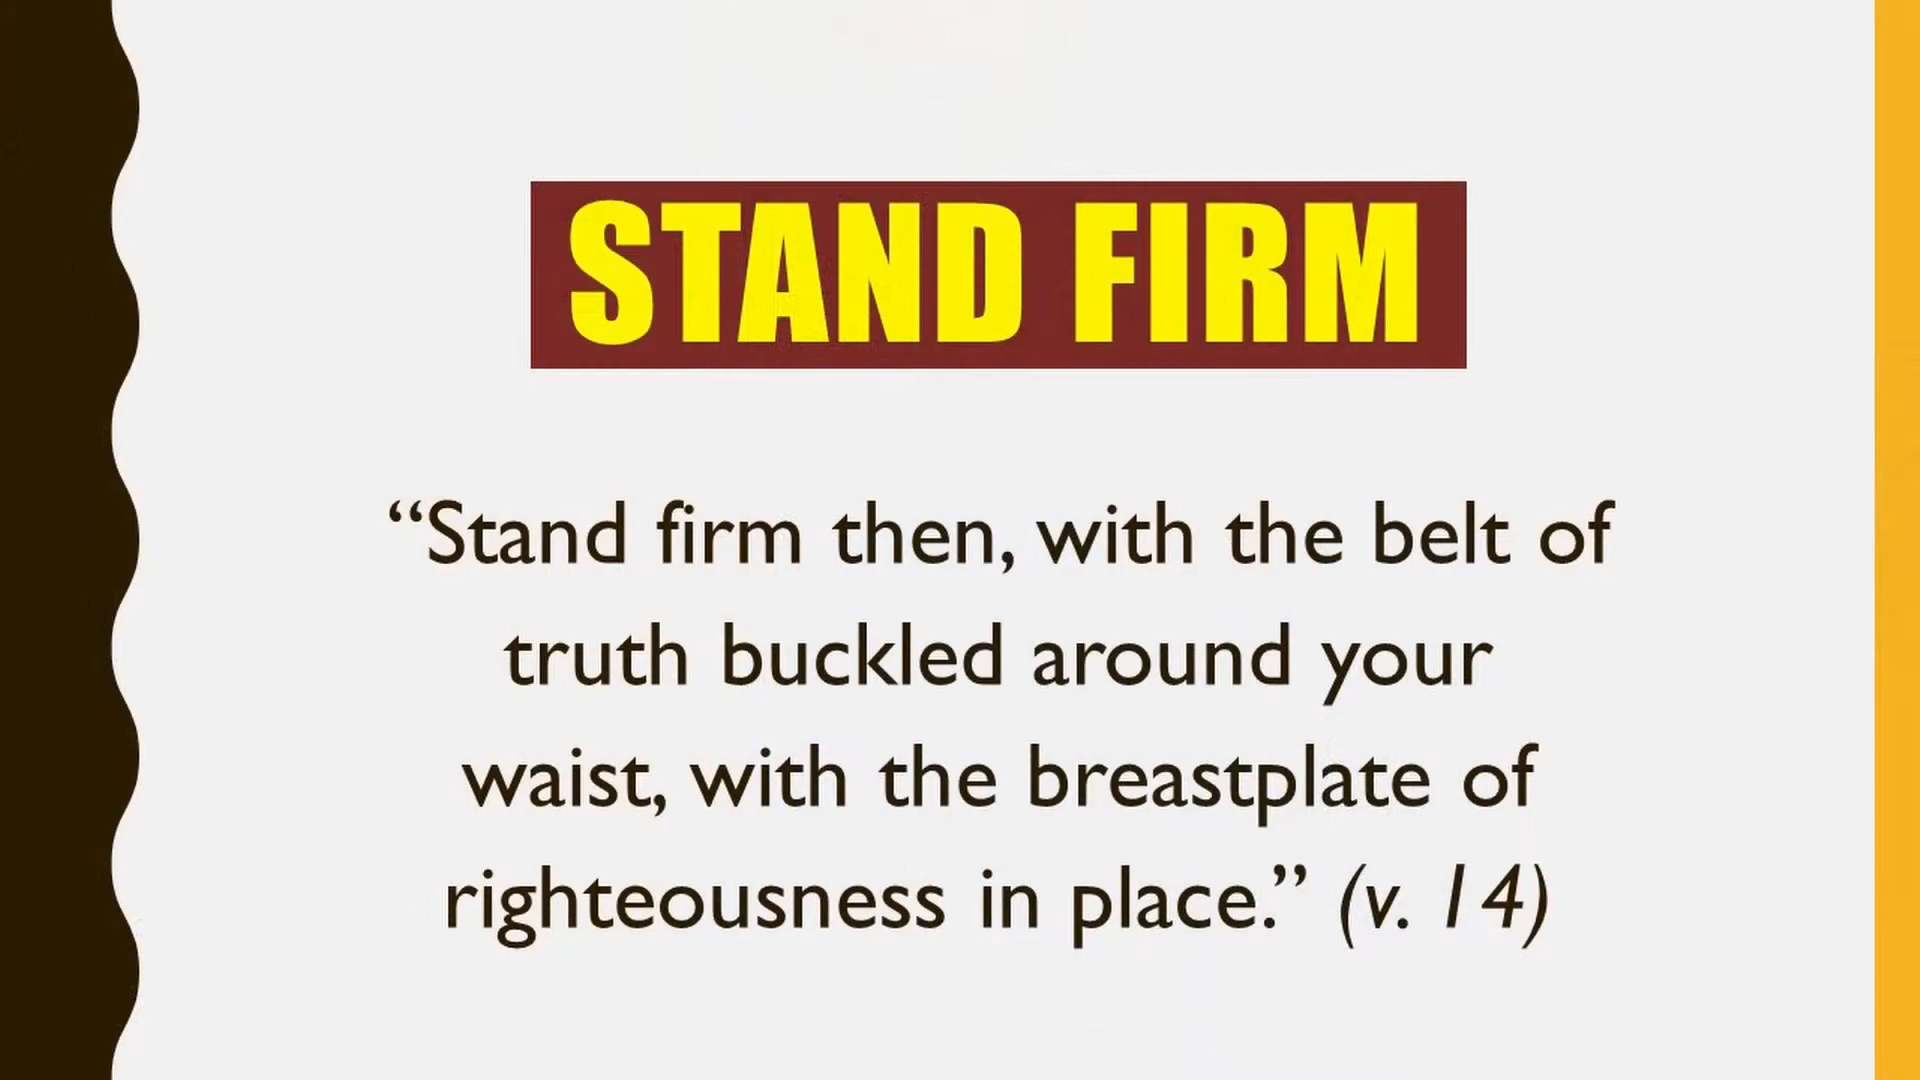 STAND FIRM
“Stand firm then, with the belt of
truth buckled around your
waist, with the breastplate of
righteousness in place.” (v. 14)